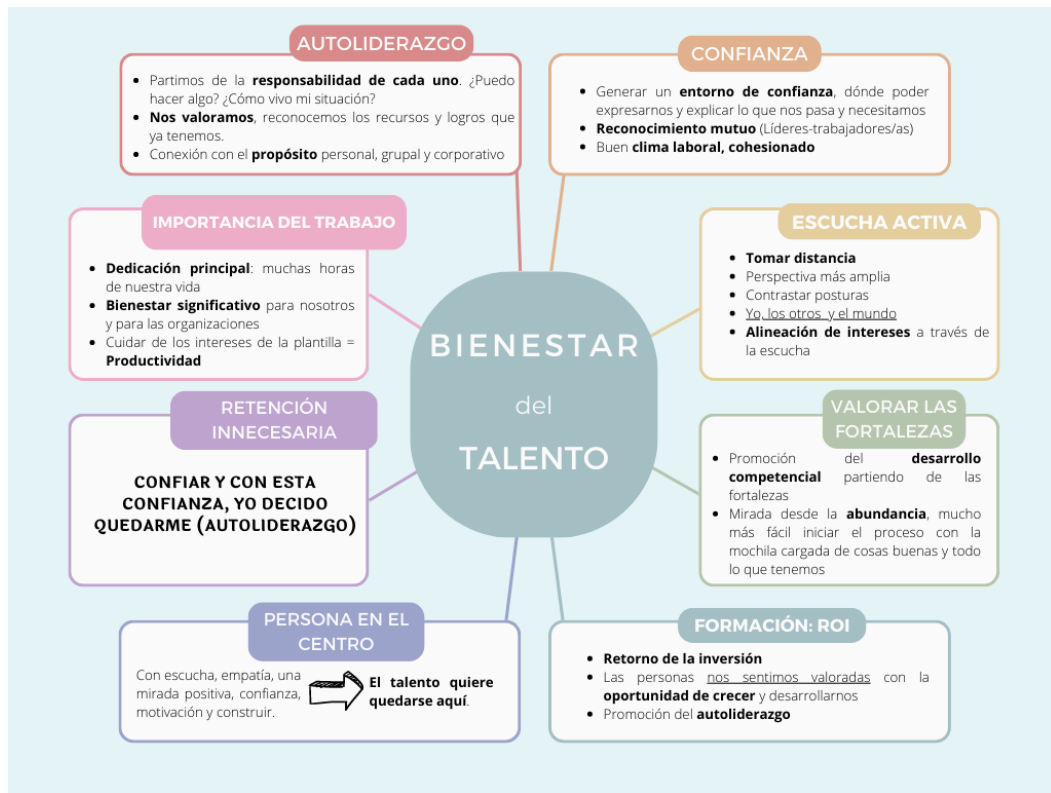 AUTOLIDERAZGO
• Partimos de la responsabilidad de cada uno. ¿Puedo
hacer algo? ¿Cómo vivo mi situación?
• Nos valoramos, reconocemos los recursos y logros que
ya tenemos.
• Conexión con el propósito personal, grupal y corporativo
CONFIANZA
• Generar un entorno de confianza, dónde poder
expresarnos y explicar lo que nos pasa y necesitamos
• Reconocimiento mutuo (Líderes-trabajadores/as)
• Buen clima laboral, cohesionado
IMPORTANCIA DEL TRABAJO
• Dedicación principal: muchas horas
de nuestra vida
• Bienestar significativo para nosotros
y para las organizaciones
• Cuidar de los intereses de la plantilla =
Productividad
ESCUCHA ACTIVA
• Tomar distancia
• Perspectiva más amplia
• Contrastar posturas
• Yo, los otros y el mundo
• Alineación de intereses a través de
la escucha
BIENESTAR
del
TALENTO
RETENCIÓN
INNECESARIA
CONFIAR Y CON ESTA
CONFIANZA, YO DECIDO
QUEDARME (AUTOLIDERAZGO)
VALORAR LAS
FORTALEZAS
• Promoción del desarrollo
competencial partiendo de las
fortalezas
• Mirada desde la abundancia, mucho
más fácil iniciar el proceso con la
mochila cargada de cosas buenas y todo
lo que tenemos
PERSONA EN EL
CENTRO
Con escucha, empatía, una
mirada positiva, confianza,
motivación y construir.
El talento quiere
quedarse aquí.
FORMACIÓN: ROI
• Retorno de la inversión
• Las personas nos sentimos valoradas con la
oportunidad de crecer y desarrollarnos
• Promoción del autoliderazgo